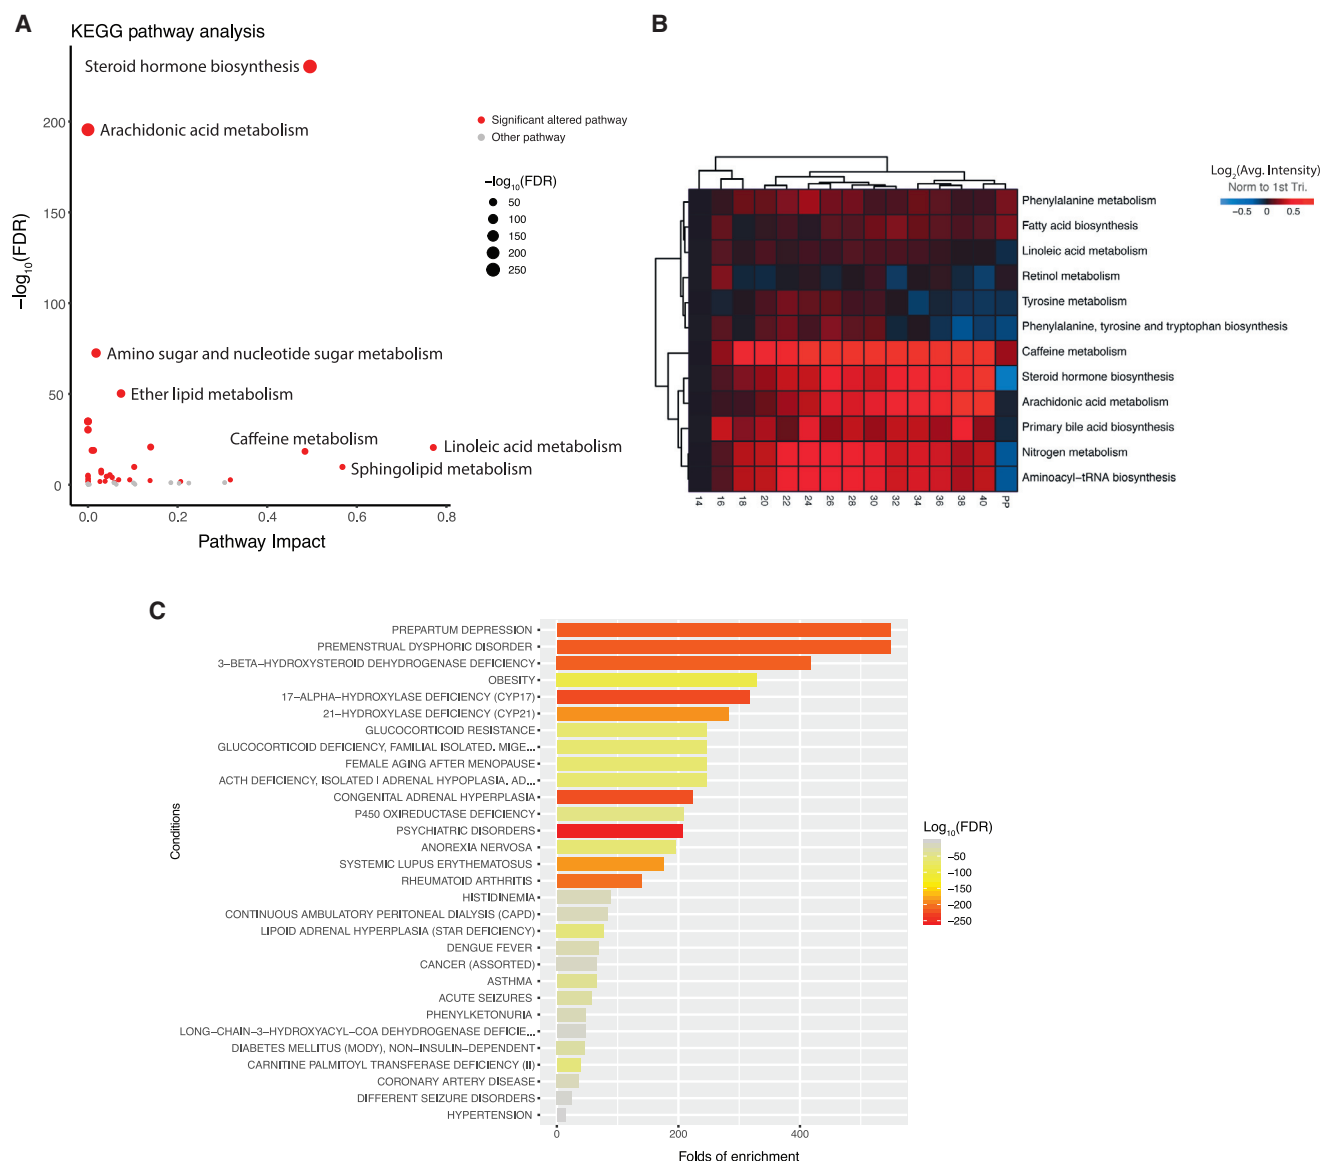 A
KEGG pathway analysis
Steroid hormone biosynthesis
Arachidonic acid metabolism
Amino sugar and nucleotide sugar metabolism
Ether lipid metabolism
Caffeine metabolism
Linoleic acid metabolism
Sphingolipid metabolism
200
150
100
50
0
−log10(FDR)
0.0 0.2 0.4 0.6 0.8
Pathway Impact
Significant altered pathway
Other pathway
−log10(FDR)
50
100
150
200
250
B
Log2(Avg. Intensity)
Norm to 1st Tri.
−0.5 0 0.5
Phenylalanine metabolism
Fatty acid biosynthesis
Linoleic acid metabolism
Retinol metabolism
Tyrosine metabolism
Phenylalanine, tyrosine and tryptophan biosynthesis
Caffeine metabolism
Steroid hormone biosynthesis
Arachidonic acid metabolism
Primary bile acid biosynthesis
Nitrogen metabolism
Aminoacyl−tRNA biosynthesis
14 16 18 20 22 24 26 28 30 32 34 36 38 40 PP
C
PREPARTUM DEPRESSION
PREMENSTRUAL DYSPHORIC DISORDER
3−BETA−HYDROXYSTEROID DEHYDROGENASE DEFICIENCY
OBESITY
17−ALPHA−HYDROXYLASE DEFICIENCY (CYP17)
21−HYDROXYLASE DEFICIENCY (CYP21)
GLUCOCORTICOID RESISTANCE
GLUCOCORTICOID DEFICIENCY, FAMILIAL ISOLATED. MIGE...
FEMALE AGING AFTER MENOPAUSE
ACTH DEFICIENCY, ISOLATED | ADRENAL HYPOPLASIA. AD...
CONGENITAL ADRENAL HYPERPLASIA
P450 OXIREDUCTASE DEFICIENCY
PSYCHIATRIC DISORDERS
ANOREXIA NERVOSA
SYSTEMIC LUPUS ERYTHEMATOSUS
RHEUMATOID ARTHRITIS
HISTIDINEMIA
CONTINUOUS AMBULATORY PERITONEAL DIALYSIS (CAPD)
LIPOID ADRENAL HYPERPLASIA (STAR DEFICIENCY)
DENGUE FEVER
CANCER (ASSORTED)
ASTHMA
ACUTE SEIZURES
PHENYLKETONURIA
LONG−CHAIN−3−HYDROXYACYL−COA DEHYDROGENASE DEFICIE...
DIABETES MELLITUS (MODY), NON−INSULIN−DEPENDENT
CARNITINE PALMITOYL TRANSFERASE DEFICIENCY (II)
CORONARY ARTERY DISEASE
DIFFERENT SEIZURE DISORDERS
HYPERTENSION
Conditions
0 200 400
Folds of enrichment
Log10(FDR)
−50
−100
−150
−200
−250